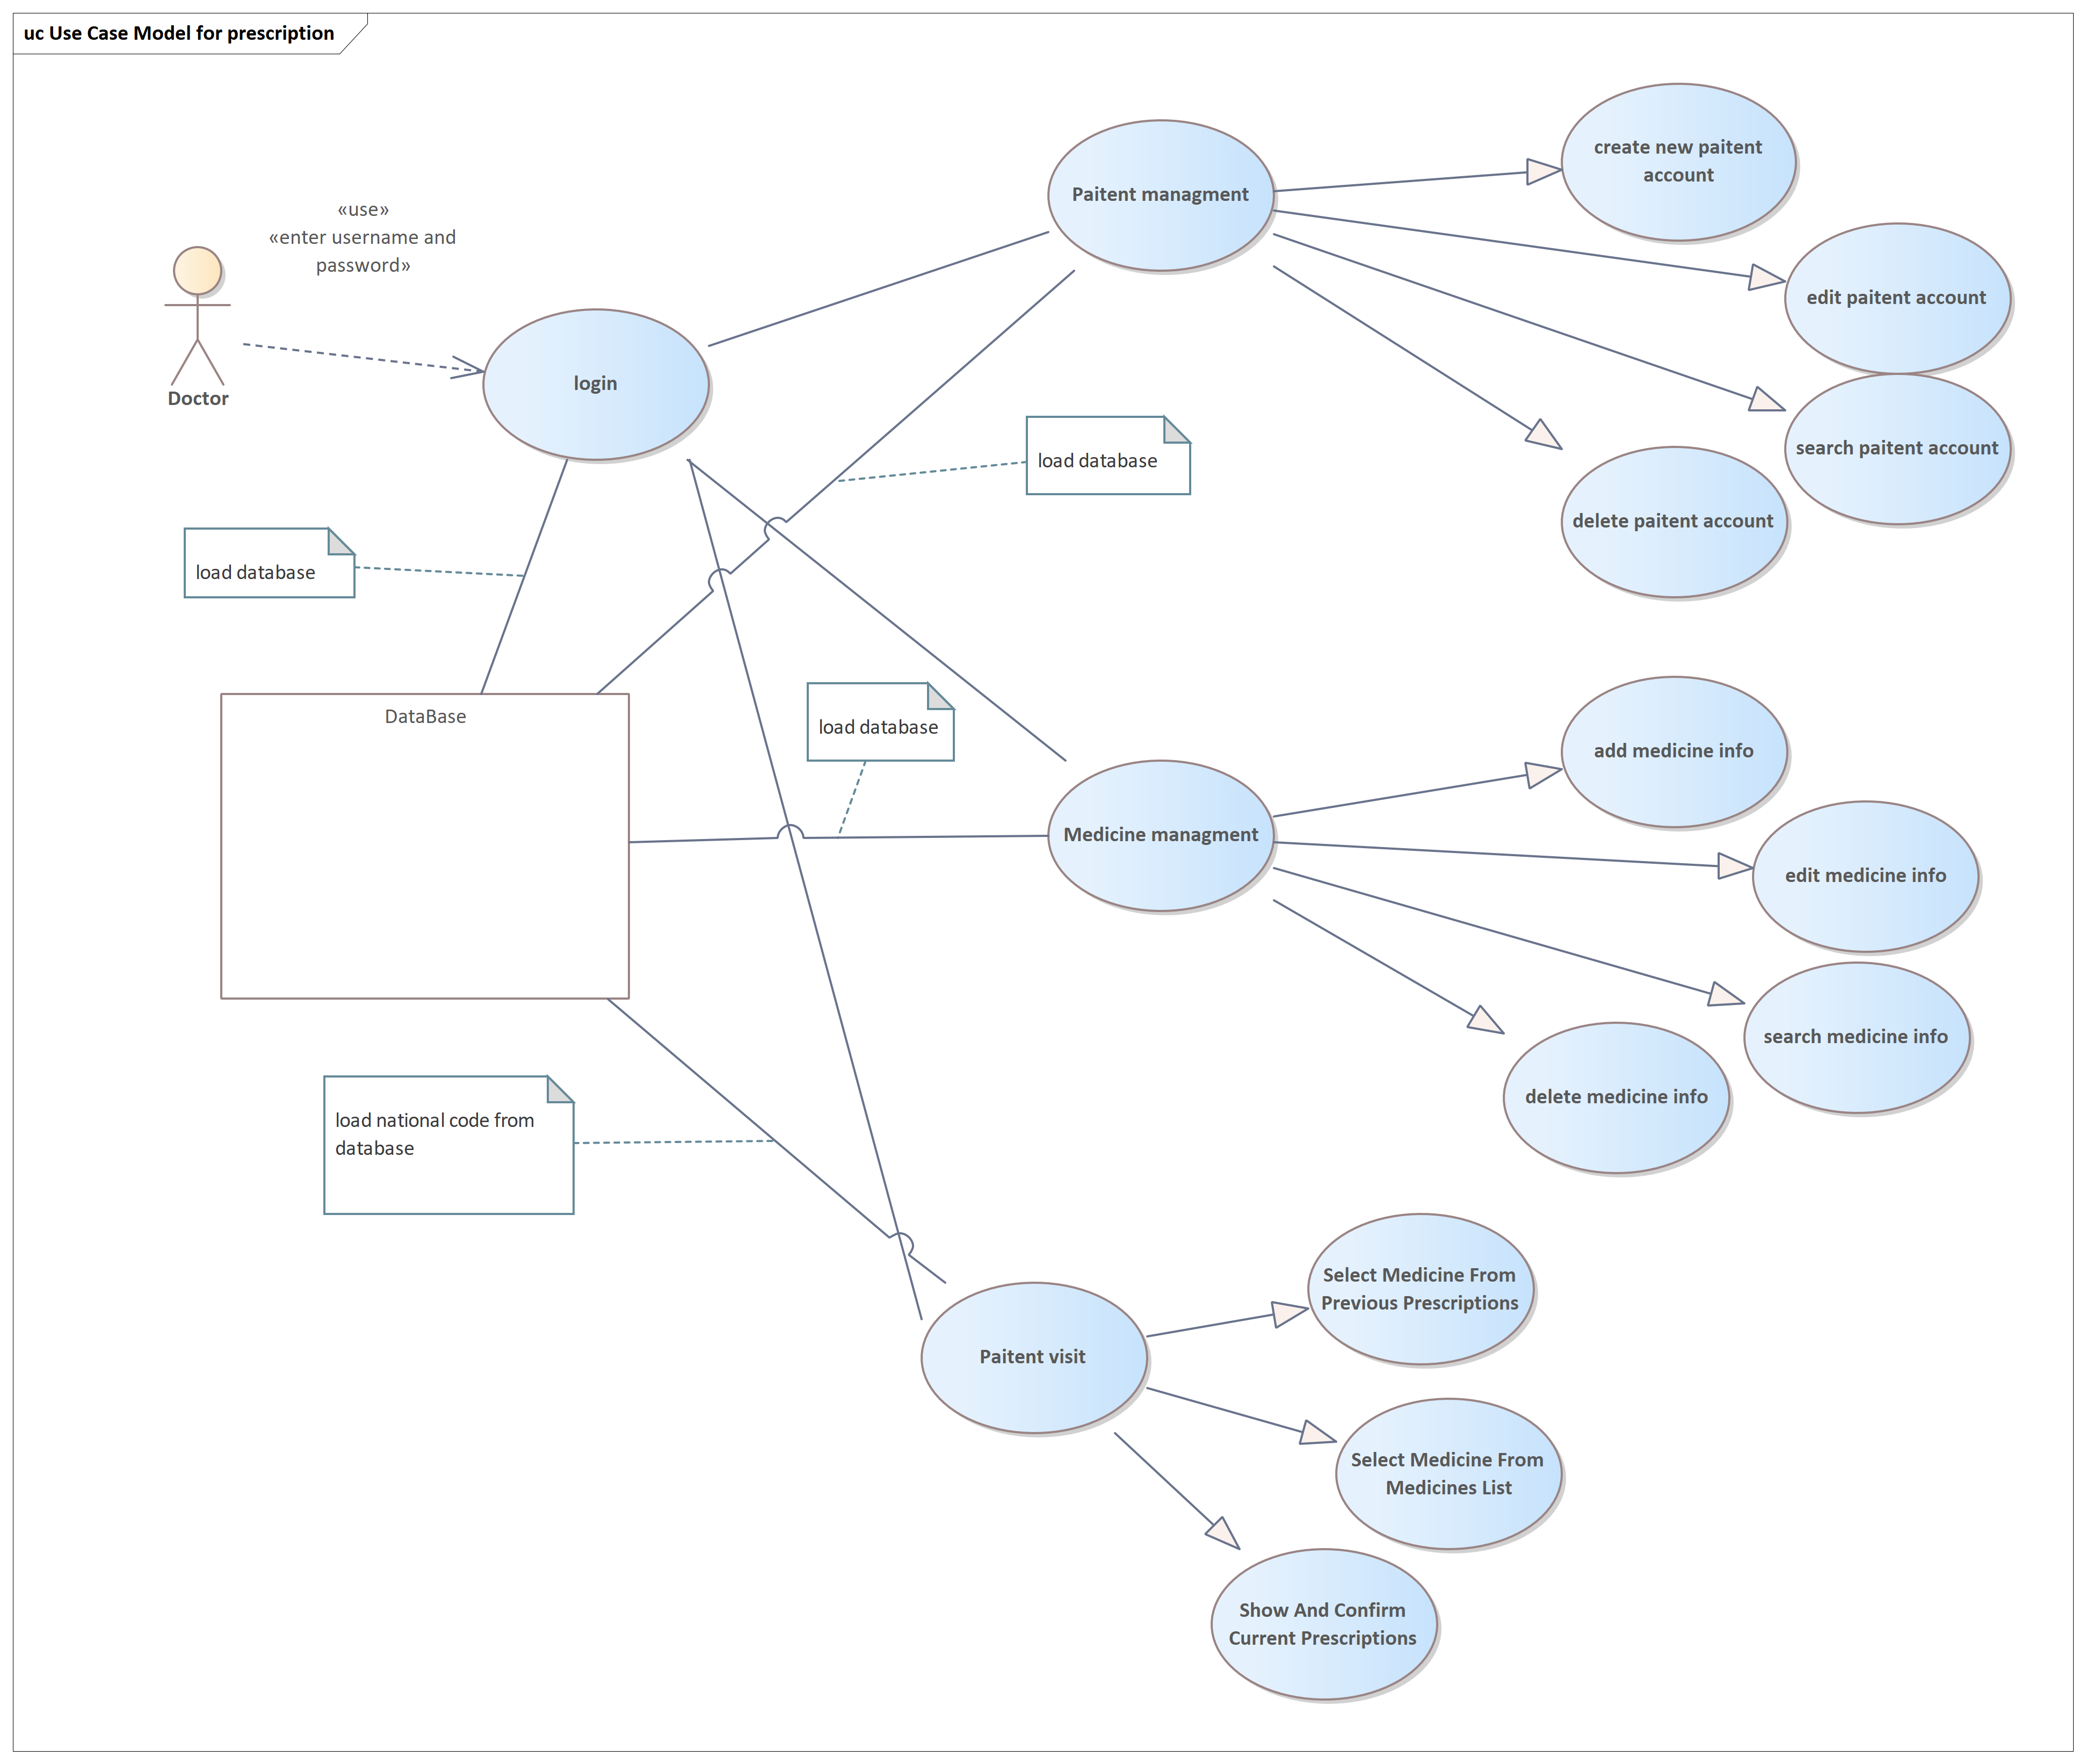 uc Use Case Model for prescription
«use»
«enter username and
password»
Doctor
login
Paitent managment
create new paitent
account
edit paitent account
search paitent account
delete paitent account
load database
load database
DataBase
load database
Medicine managment
add medicine info
edit medicine info
search medicine info
delete medicine info
load national code from
database
Paitent visit
Select Medicine From
Previous Prescriptions
Select Medicine From
Medicines List
Show And Confirm
Current Prescriptions